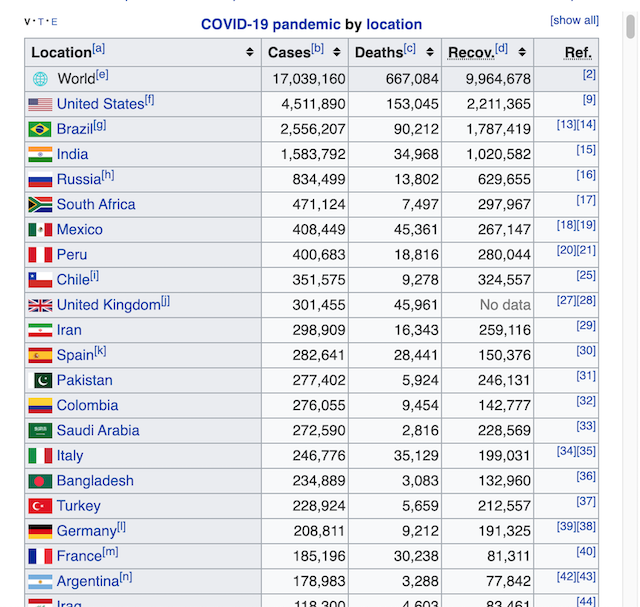 V · T · E COVID-19 pandemic by location [show all]
Location[a] Cases[b] Deaths[c] Recov.[d] Ref.
World[e] 17,039,160 667,084 9,964,678 [2]
United States[f] 4,511,890 153,045 2,211,365 [9]
Brazil[g] 2,556,207 90,212 1,787,419 [13][14]
India 1,583,792 34,968 1,020,582 [15]
Russia[h] 834,499 13,802 629,655 [16]
South Africa 471,124 7,497 297,967 [17]
Mexico 408,449 45,361 267,147 [18][19]
Peru 400,683 18,816 280,044 [20][21]
Chile[i] 351,575 9,278 324,557 [25]
United Kingdom[j] 301,455 45,961 No data [27][28]
Iran 298,909 16,343 259,116 [29]
Spain[k] 282,641 28,441 150,376 [30]
Pakistan 277,402 5,924 246,131 [31]
Colombia 276,055 9,454 142,777 [32]
Saudi Arabia 272,590 2,816 228,569 [33]
Italy 246,776 35,129 199,031 [34][35]
Bangladesh 234,889 3,083 132,960 [36]
Turkey 228,924 5,659 212,557 [37]
Germany[l] 208,811 9,212 191,325 [39][38]
France[m] 185,196 30,238 81,311 [40]
Argentina[n] 178,983 3,288 77,842 [42][43]
Iraq 118,300 4,603 83,461 [44]